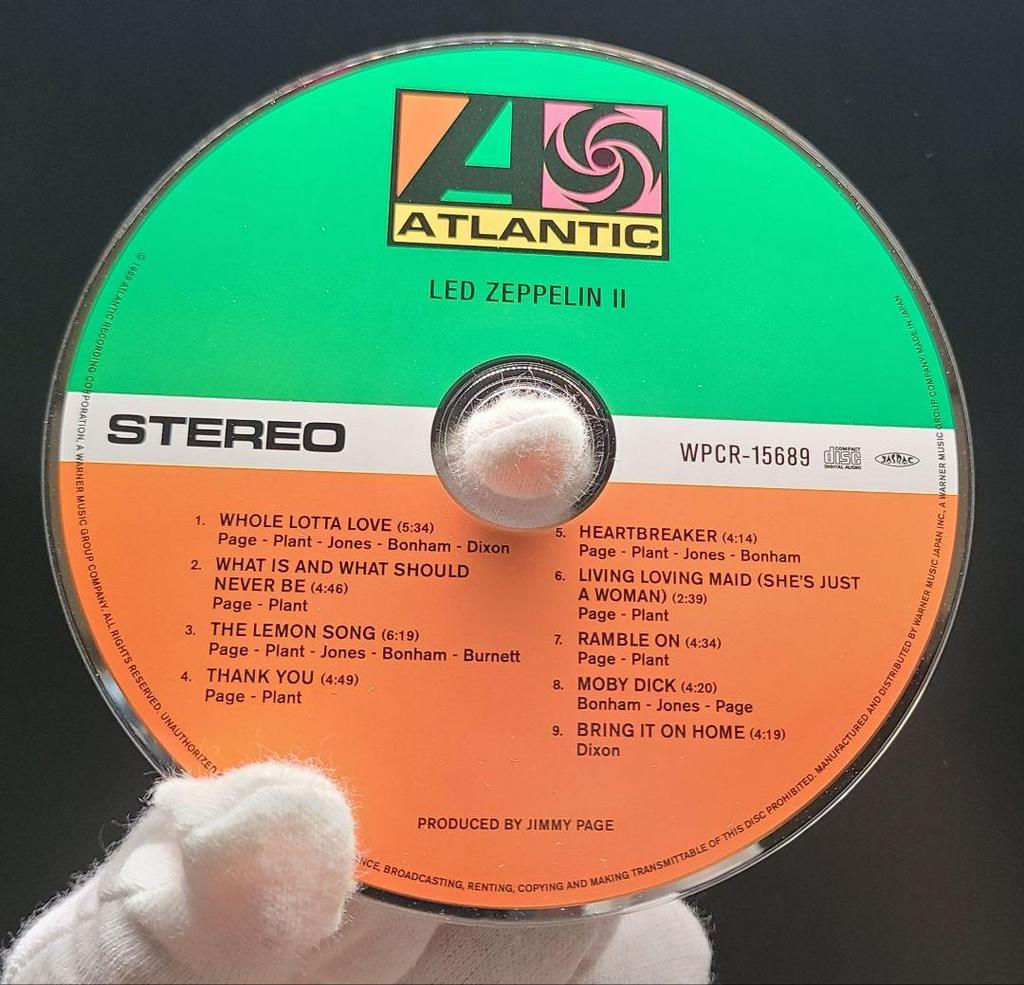 ATLANTIC
LED ZEPPELIN II
STEREO
WPCR-15689
COMPACT
disc
DIGITAL AUDIO
JASRAC
1. WHOLE LOTTA LOVE (5:34)
Page - Plant - Jones - Bonham - Dixon
2. WHAT IS AND WHAT SHOULD
NEVER BE (4:46)
Page - Plant
3. THE LEMON SONG (6:19)
Page - Plant - Jones - Bonham - Burnett
4. THANK YOU (4:49)
Page - Plant
5. HEARTBREAKER (4:14)
Page - Plant - Jones - Bonham
6. LIVING LOVING MAID (SHE'S JUST
A WOMAN) (2:39)
Page - Plant
7. RAMBLE ON (4:34)
Page - Plant
8. MOBY DICK (4:20)
Bonham - Jones - Page
9. BRING IT ON HOME (4:19)
Dixon
PRODUCED BY JIMMY PAGE
℗ 1969 ATLANTIC RECORDING CORPORATION, A WARNER MUSIC GROUP COMPANY. ALL RIGHTS RESERVED. UNAUTHORIZED
BROADCASTING, RENTING, COPYING AND MAKING TRANSMITTABLE OF THIS DISC PROHIBITED. MANUFACTURED AND DISTRIBUTED BY WARNER MUSIC JAPAN INC., A WARNER MUSIC GROUP COMPANY. MADE IN JAPAN